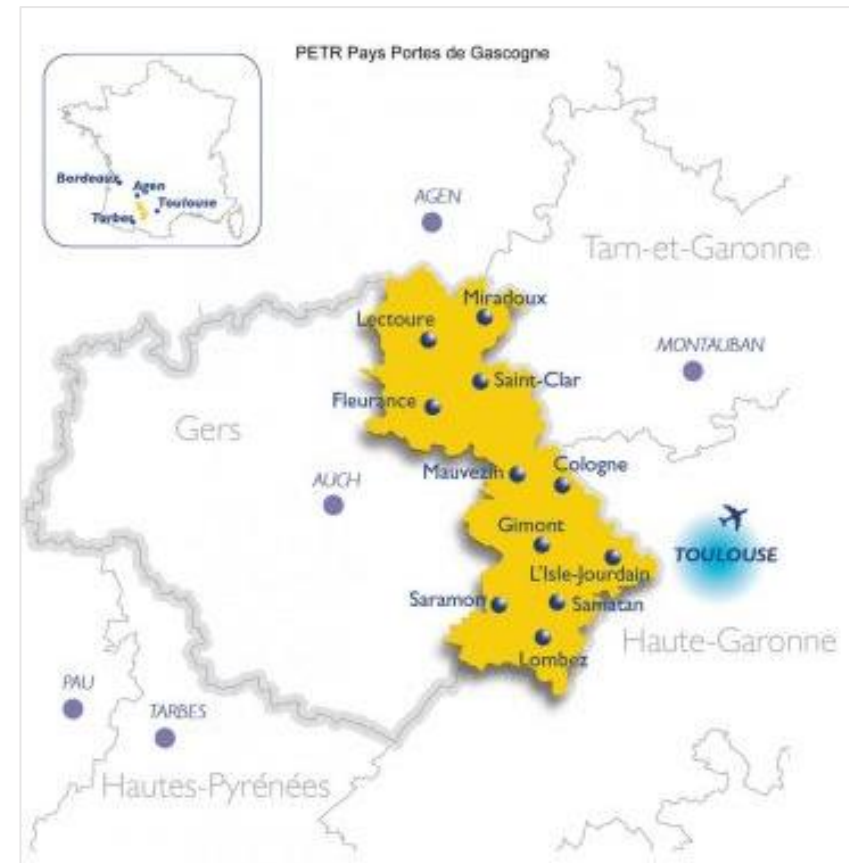 PETR Pays Portes de Gascogne
Bordeaux
Agen
Toulouse
Tarbes
AGEN
Tarn-et-Garonne
Miradoux
Lectoure
MONTAUBAN
Saint-Clar
Fleurance
Gers
Mauvezin
Cologne
AUCH
Gimont
TOULOUSE
L'Isle-Jourdain
Saramon
Samatan
Haute-Garonne
Lombez
PAU
TARBES
Hautes-Pyrénées